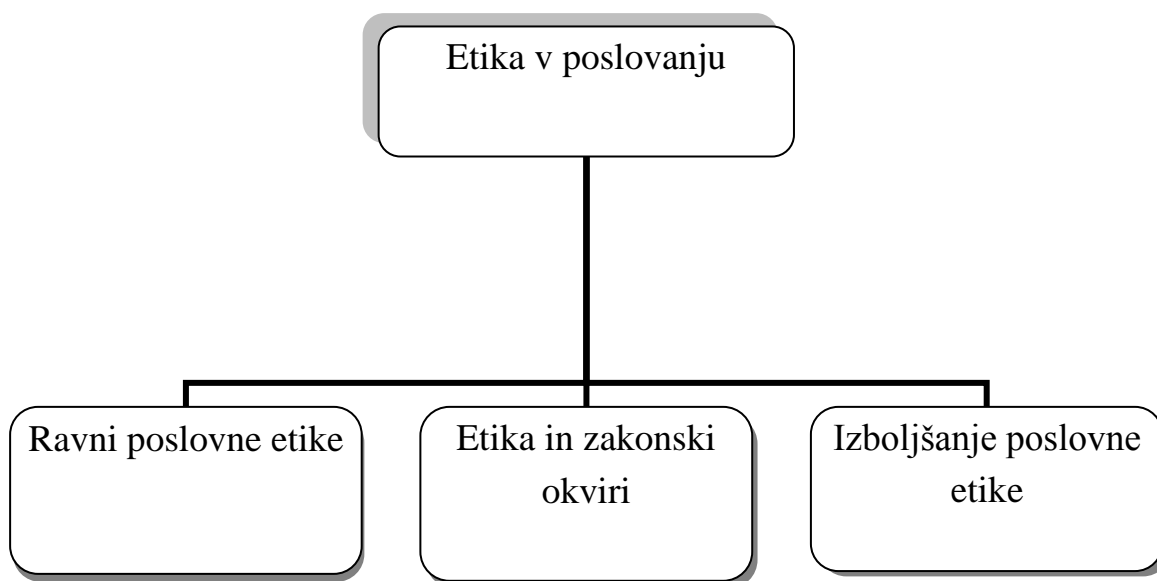 Etika v poslovanju
Ravni poslovne etike
Etika in zakonski
okviri
Izboljšanje poslovne
etike